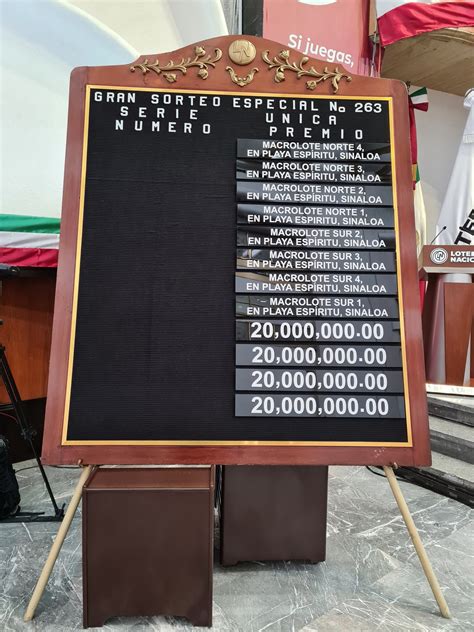 Si juegas,
GRAN SORTEO ESPECIAL No 263
SERIE UNICA
NUMERO PREMIO
MACROLOTE NORTE 4,
EN PLAYA ESPÍRITU, SINALOA
MACROLOTE NORTE 3,
EN PLAYA ESPÍRITU, SINALOA
MACROLOTE NORTE 2,
EN PLAYA ESPÍRITU, SINALOA
MACROLOTE NORTE 1,
EN PLAYA ESPÍRITU, SINALOA
MACROLOTE SUR 2,
EN PLAYA ESPÍRITU, SINALOA
MACROLOTE SUR 3,
EN PLAYA ESPÍRITU, SINALOA
MACROLOTE SUR 4,
EN PLAYA ESPÍRITU, SINALOA
MACROLOTE SUR 1,
EN PLAYA ESPÍRITU, SINALOA
20,000,000.00
20,000,000.00
20,000,000.00
20,000,000.00
LOTER
NACIO